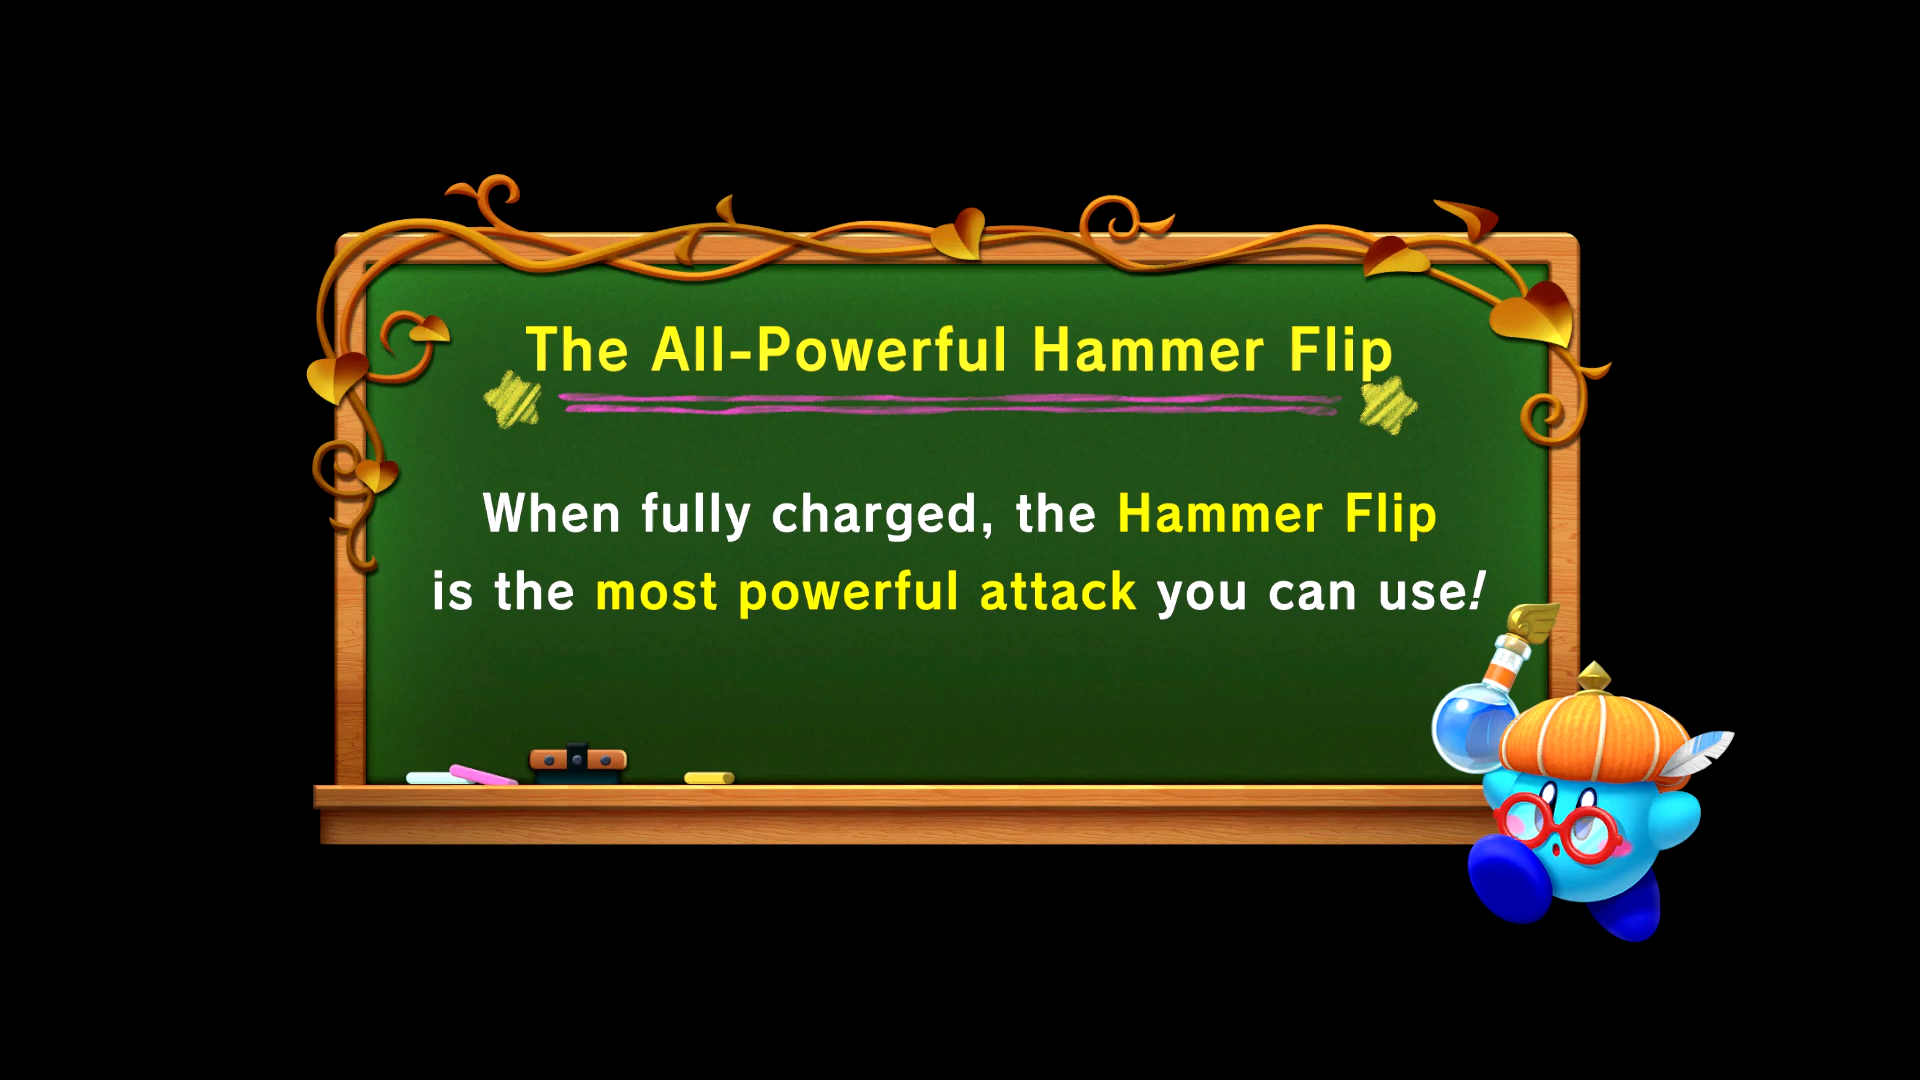 The All-Powerful Hammer Flip
When fully charged, the Hammer Flip
is the most powerful attack you can use!